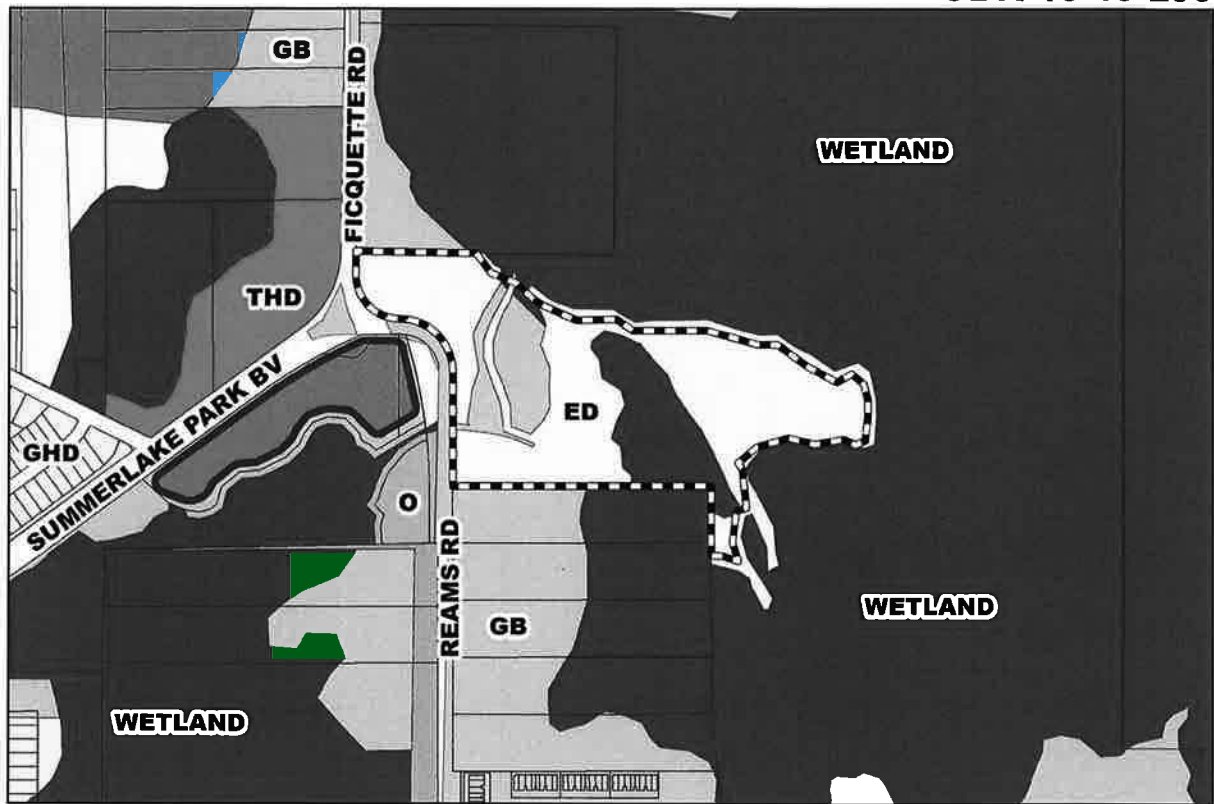 GB
FICQUETTE RD
WETLAND
THD
SUMMERLAKE PARK BV
ED
GHD
O
REAMS RD
GB
WETLAND
WETLAND